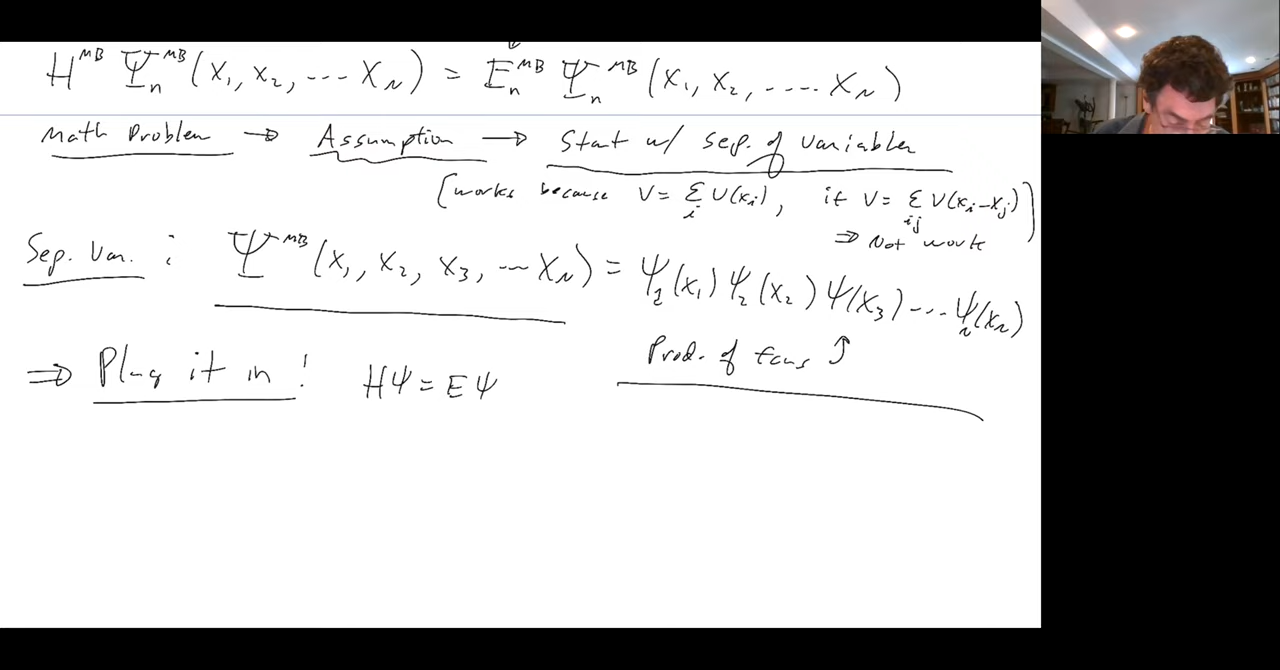 H^MB Ψ_n^MB (x₁, x₂, ---- x_N) = E_n^MB Ψ_n^MB (x₁, x₂, ---- x_N)
Math Problem → Assumption → Start w/ Sep. of variables
[works because V = Σ_i U(x_i), if V = Σ_ij V(x_i - x_j)
⇒ Not work]
Sep. Var. : Ψ^MB (x₁, x₂, x₃, --- x_N) = ψ₁(x₁) ψ₂(x₂) ψ(x₃) ---- ψ_N(x_N)
Prod. of fcns ↑
⇒ Plug it in! Hψ = Eψ